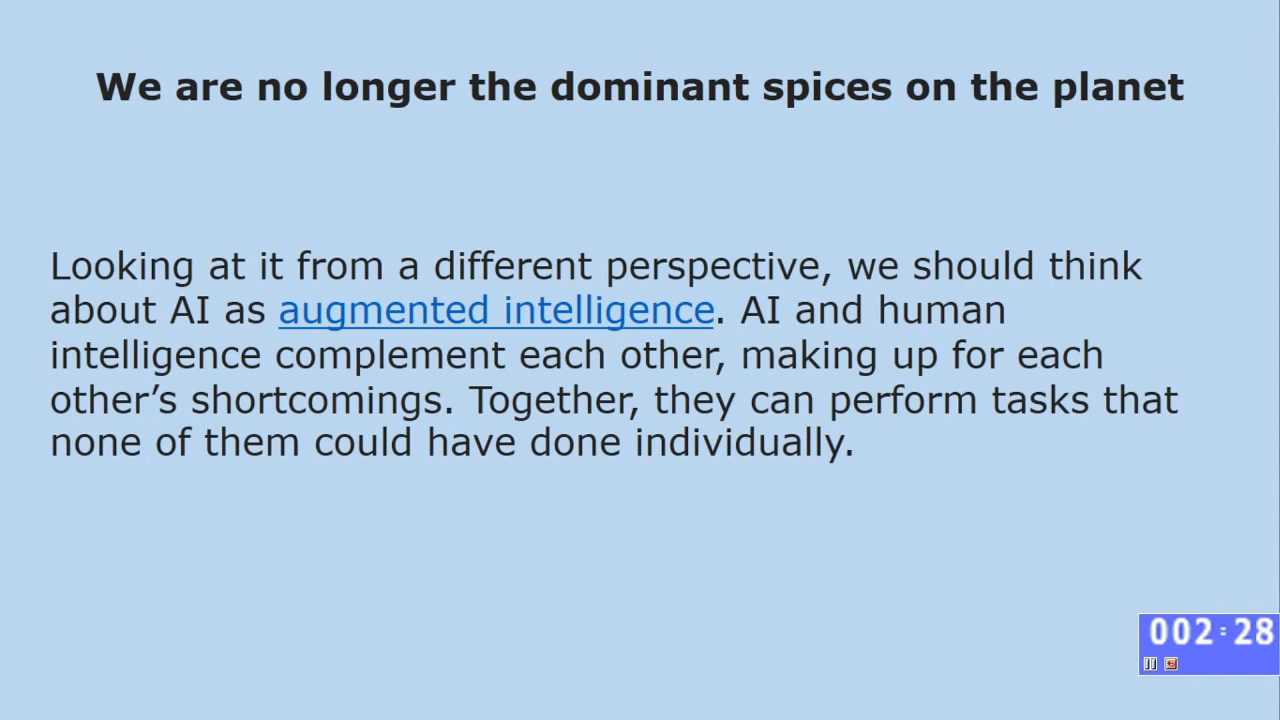 We are no longer the dominant spices on the planet
Looking at it from a different perspective, we should think
about AI as augmented intelligence. AI and human
intelligence complement each other, making up for each
other’s shortcomings. Together, they can perform tasks that
none of them could have done individually.
002:28